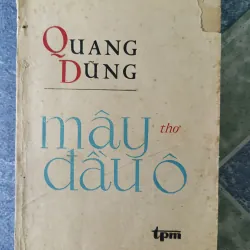 QUANG
DŨNG
mây thơ
đầu ô
tpm